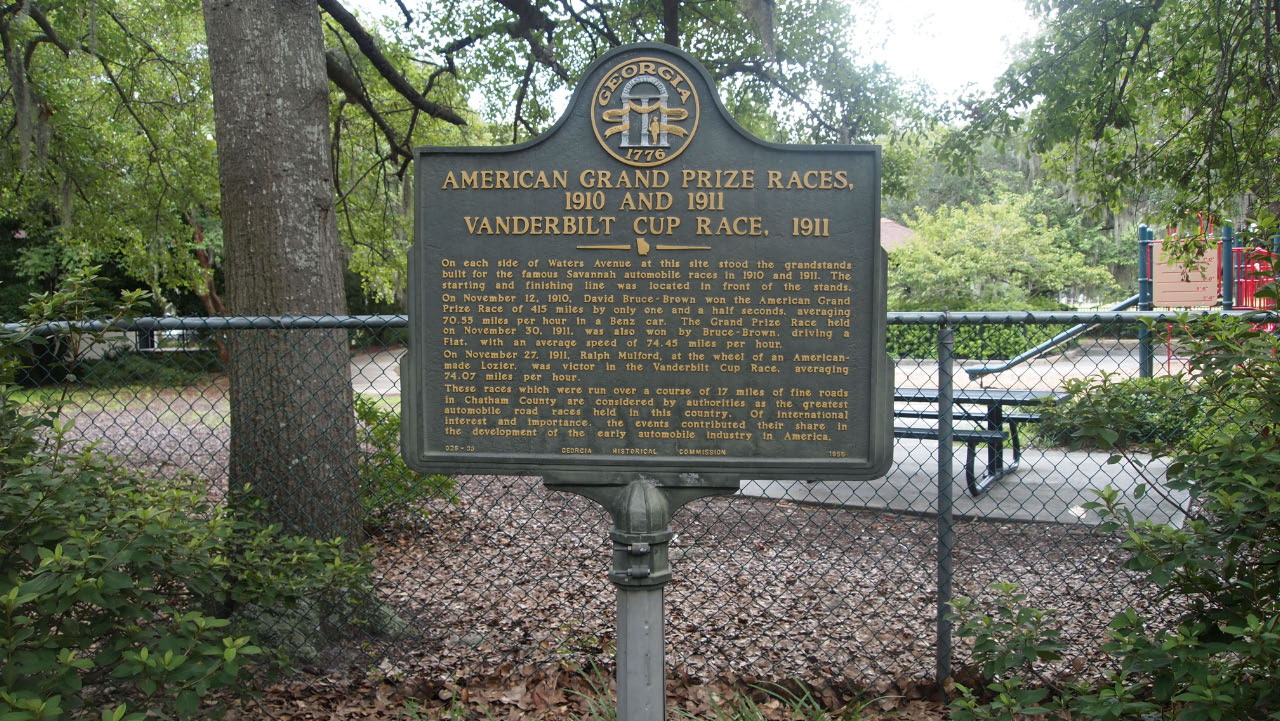 GEORGIA
1776
AMERICAN GRAND PRIZE RACES,
1910 AND 1911
VANDERBILT CUP RACE, 1911
On each side of Waters Avenue at this site stood the grandstands
built for the famous Savannah automobile races in 1910 and 1911. The
starting and finishing line was located in front of the stands.
On November 12, 1910, David Bruce-Brown won the American Grand
Prize Race of 415 miles by only one and a half seconds, averaging
70.55 miles per hour in a Benz car. The Grand Prize Race held
on November 30, 1911, was also won by Bruce-Brown, driving a
Fiat, with an average speed of 74.45 miles per hour.
On November 27, 1911, Ralph Mulford, at the wheel of an American-
made Lozier, was victor in the Vanderbilt Cup Race, averaging
74.07 miles per hour.
These races which were run over a course of 17 miles of fine roads
in Chatham County are considered by authorities as the greatest
automobile road races held in this country. Of international
interest and importance, the events contributed their share in
the development of the early automobile industry in America.
GEORGIA HISTORICAL COMMISSION